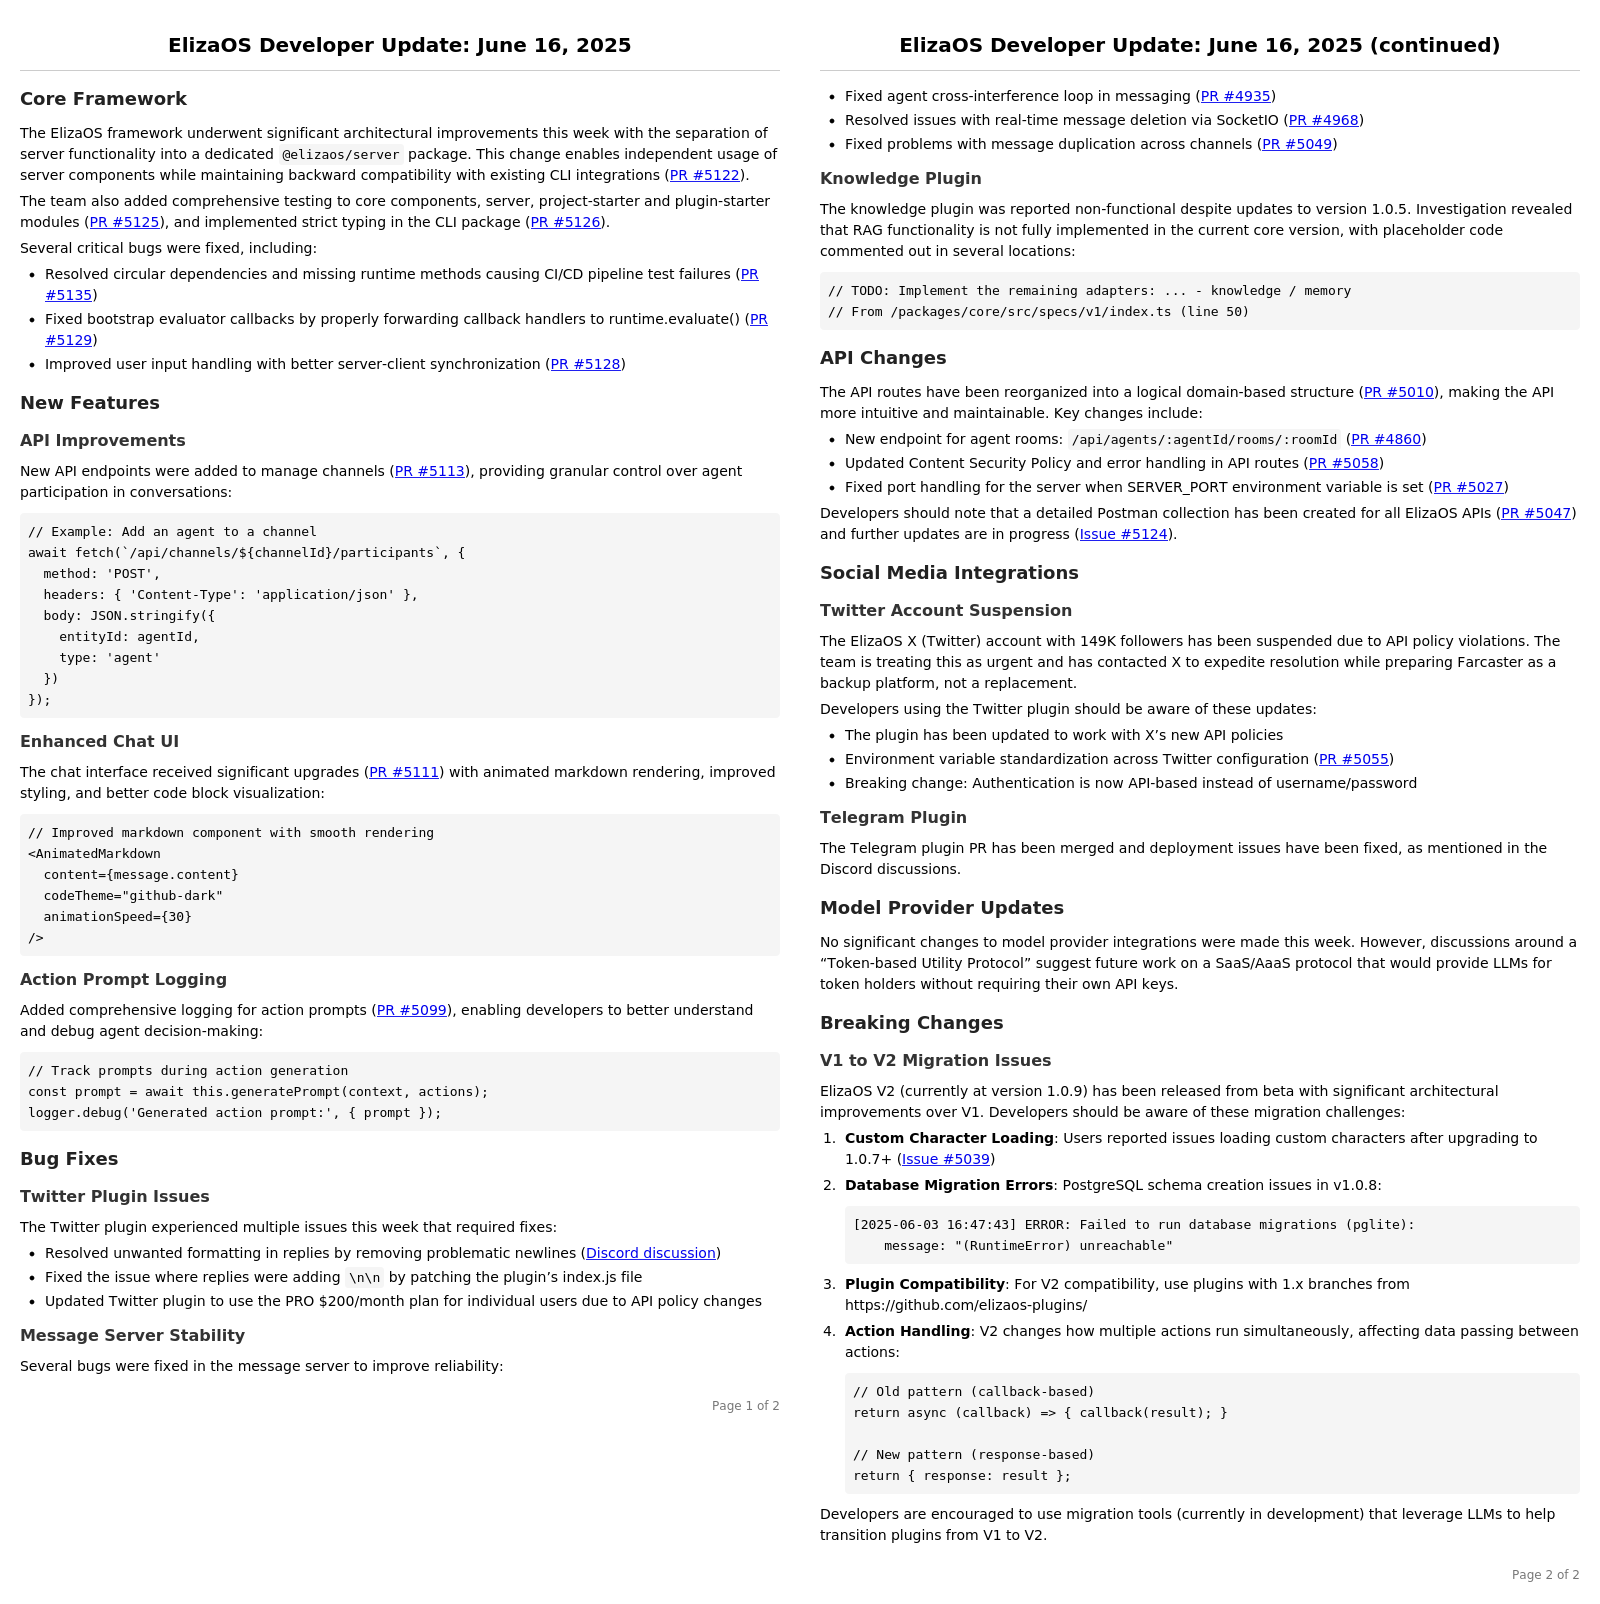 ElizaOS Developer Update: June 16, 2025
Core Framework
The ElizaOS framework underwent significant architectural improvements this week with the separation of
server functionality into a dedicated @elizaos/server package. This change enables independent usage of
server components while maintaining backward compatibility with existing CLI integrations (PR #5122).
The team also added comprehensive testing to core components, server, project-starter and plugin-starter
modules (PR #5125), and implemented strict typing in the CLI package (PR #5126).
Several critical bugs were fixed, including:
• Resolved circular dependencies and missing runtime methods causing CI/CD pipeline test failures (PR
#5135)
• Fixed bootstrap evaluator callbacks by properly forwarding callback handlers to runtime.evaluate() (PR
#5129)
• Improved user input handling with better server-client synchronization (PR #5128)
New Features
API Improvements
New API endpoints were added to manage channels (PR #5113), providing granular control over agent
participation in conversations:
// Example: Add an agent to a channel
await fetch(`/api/channels/${channelId}/participants`, {
  method: 'POST',
  headers: { 'Content-Type': 'application/json' },
  body: JSON.stringify({
    entityId: agentId,
    type: 'agent'
  })
});
Enhanced Chat UI
The chat interface received significant upgrades (PR #5111) with animated markdown rendering, improved
styling, and better code block visualization:
// Improved markdown component with smooth rendering
<AnimatedMarkdown
  content={message.content}
  codeTheme="github-dark"
  animationSpeed={30}
/>
Action Prompt Logging
Added comprehensive logging for action prompts (PR #5099), enabling developers to better understand
and debug agent decision-making:
// Track prompts during action generation
const prompt = await this.generatePrompt(context, actions);
logger.debug('Generated action prompt:', { prompt });
Bug Fixes
Twitter Plugin Issues
The Twitter plugin experienced multiple issues this week that required fixes:
• Resolved unwanted formatting in replies by removing problematic newlines (Discord discussion)
• Fixed the issue where replies were adding \n\n by patching the plugin’s index.js file
• Updated Twitter plugin to use the PRO $200/month plan for individual users due to API policy changes
Message Server Stability
Several bugs were fixed in the message server to improve reliability:
Page 1 of 2
ElizaOS Developer Update: June 16, 2025 (continued)
• Fixed agent cross-interference loop in messaging (PR #4935)
• Resolved issues with real-time message deletion via SocketIO (PR #4968)
• Fixed problems with message duplication across channels (PR #5049)
Knowledge Plugin
The knowledge plugin was reported non-functional despite updates to version 1.0.5. Investigation revealed
that RAG functionality is not fully implemented in the current core version, with placeholder code
commented out in several locations:
// TODO: Implement the remaining adapters: ... - knowledge / memory
// From /packages/core/src/specs/v1/index.ts (line 50)
API Changes
The API routes have been reorganized into a logical domain-based structure (PR #5010), making the API
more intuitive and maintainable. Key changes include:
• New endpoint for agent rooms: /api/agents/:agentId/rooms/:roomId (PR #4860)
• Updated Content Security Policy and error handling in API routes (PR #5058)
• Fixed port handling for the server when SERVER_PORT environment variable is set (PR #5027)
Developers should note that a detailed Postman collection has been created for all ElizaOS APIs (PR #5047)
and further updates are in progress (Issue #5124).
Social Media Integrations
Twitter Account Suspension
The ElizaOS X (Twitter) account with 149K followers has been suspended due to API policy violations. The
team is treating this as urgent and has contacted X to expedite resolution while preparing Farcaster as a
backup platform, not a replacement.
Developers using the Twitter plugin should be aware of these updates:
• The plugin has been updated to work with X’s new API policies
• Environment variable standardization across Twitter configuration (PR #5055)
• Breaking change: Authentication is now API-based instead of username/password
Telegram Plugin
The Telegram plugin PR has been merged and deployment issues have been fixed, as mentioned in the
Discord discussions.
Model Provider Updates
No significant changes to model provider integrations were made this week. However, discussions around a
“Token-based Utility Protocol” suggest future work on a SaaS/AaaS protocol that would provide LLMs for
token holders without requiring their own API keys.
Breaking Changes
V1 to V2 Migration Issues
ElizaOS V2 (currently at version 1.0.9) has been released from beta with significant architectural
improvements over V1. Developers should be aware of these migration challenges:
1. Custom Character Loading: Users reported issues loading custom characters after upgrading to
1.0.7+ (Issue #5039)
2. Database Migration Errors: PostgreSQL schema creation issues in v1.0.8:
[2025-06-03 16:47:43] ERROR: Failed to run database migrations (pglite):
    message: "(RuntimeError) unreachable"
3. Plugin Compatibility: For V2 compatibility, use plugins with 1.x branches from
https://github.com/elizaos-plugins/
4. Action Handling: V2 changes how multiple actions run simultaneously, affecting data passing between
actions:
// Old pattern (callback-based)
return async (callback) => { callback(result); }
// New pattern (response-based)
return { response: result };
Developers are encouraged to use migration tools (currently in development) that leverage LLMs to help
transition plugins from V1 to V2.
Page 2 of 2